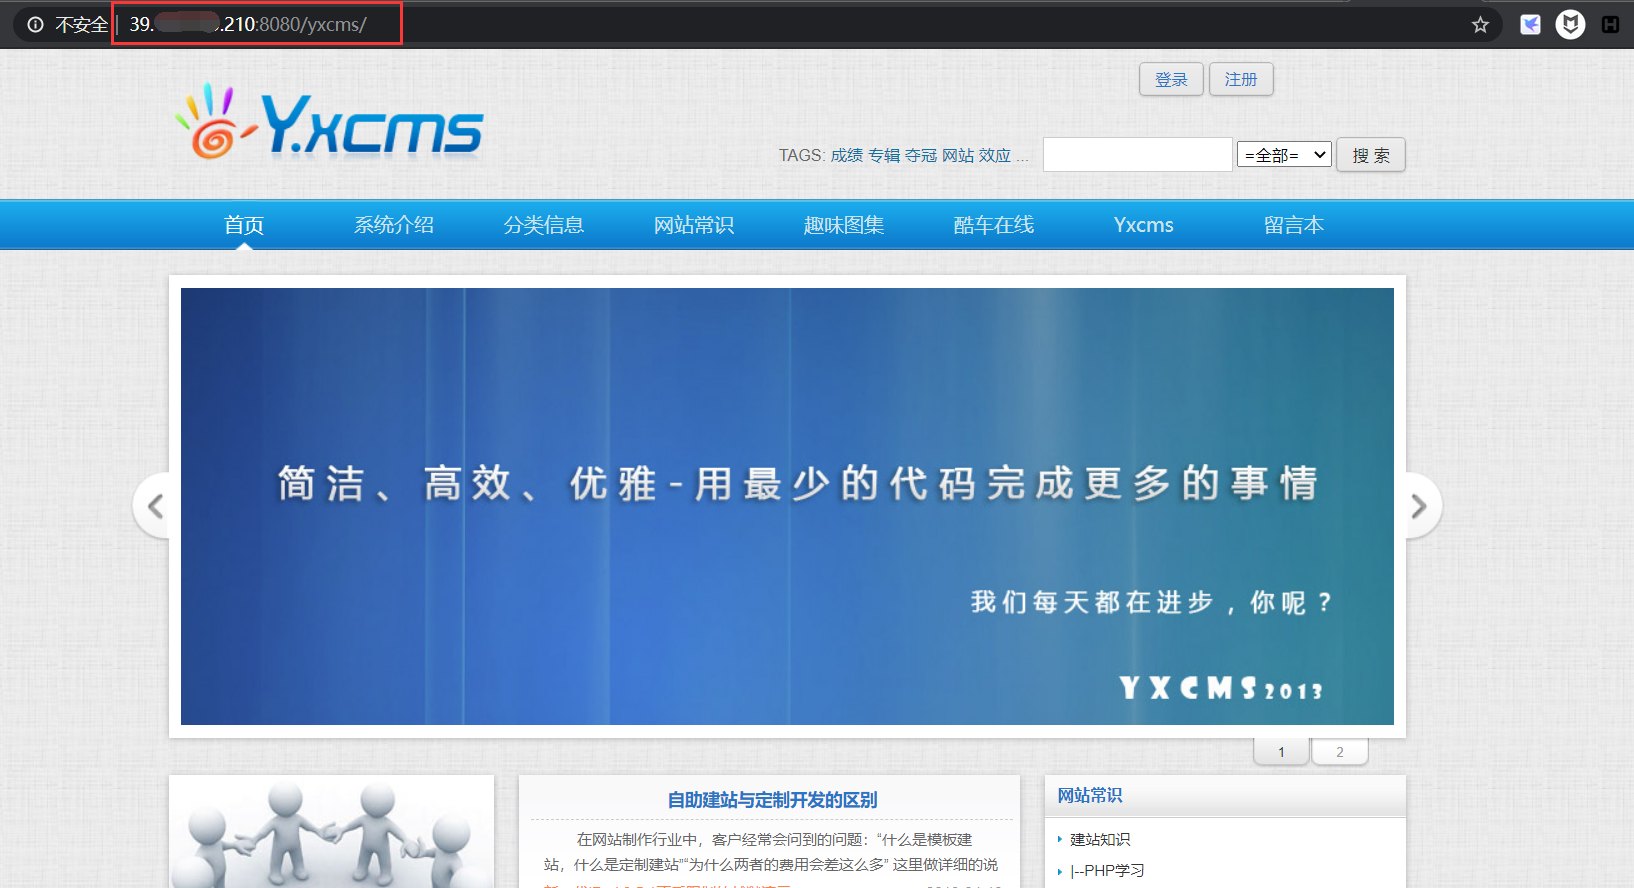 不安全 39. .210:8080/yxcms/
登录 注册
Y.xcms
TAGS: 成绩 专辑 夺冠 网站 效应 ... =全部= 搜 索
首页 系统介绍 分类信息 网站常识 趣味图集 酷车在线 Yxcms 留言本
简洁、高效、优雅-用最少的代码完成更多的事情
我们每天都在进步，你呢？
YXCMS2013
1 2
自助建站与定制开发的区别
在网站制作行业中，客户经常会问到的问题：“什么是模板建
站，什么是定制建站”“为什么两者的费用会差这么多” 这里做详细的说
网站常识
建站知识
|--PHP学习